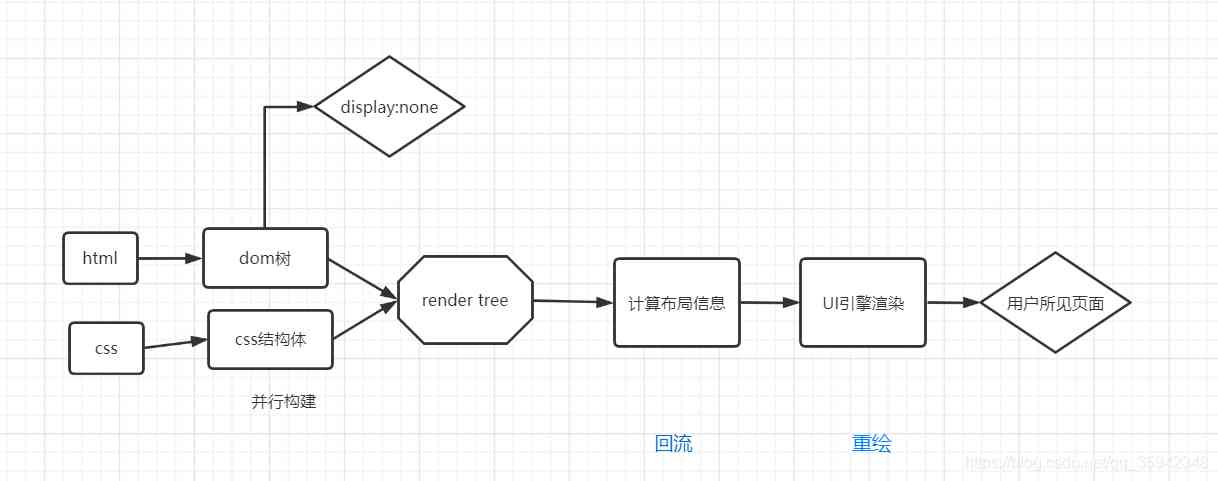 display:none
html
dom树
css
css结构体
render tree
计算布局信息
UI引擎渲染
用户所见页面
并行构建
回流
重绘
https://blog.csdn.net/qq_35942348